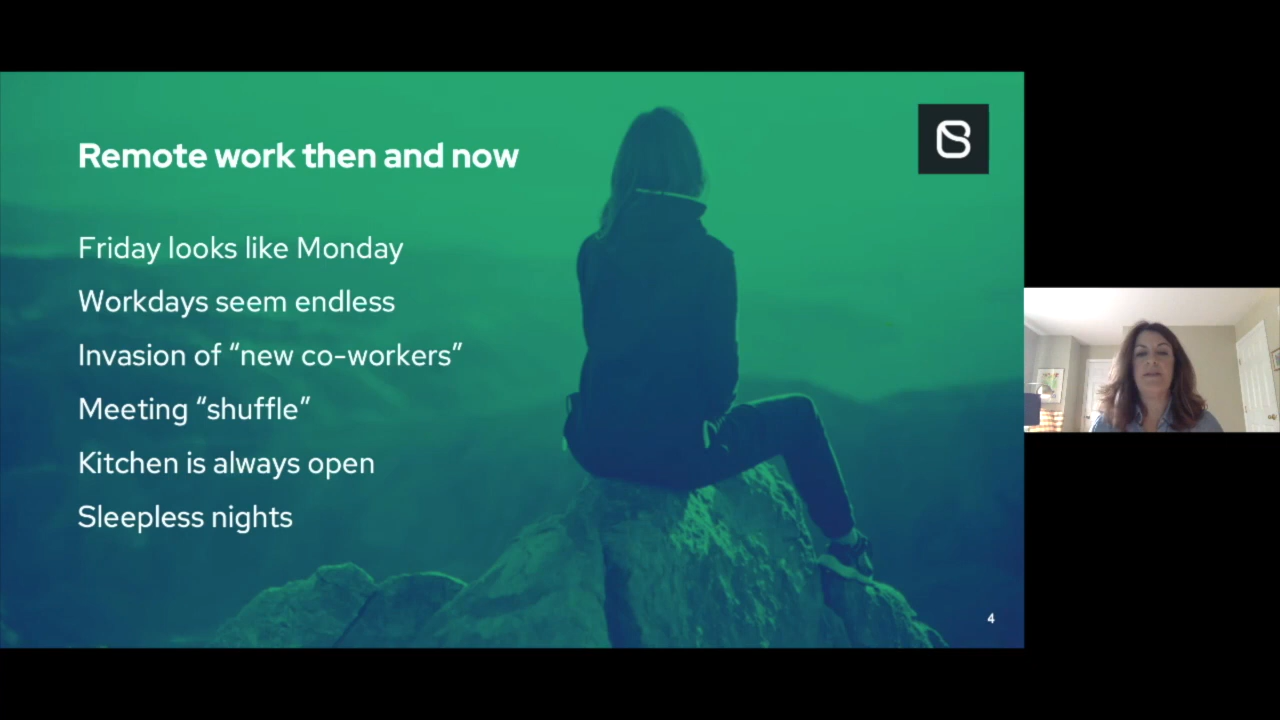 Remote work then and now
Friday looks like Monday
Workdays seem endless
Invasion of “new co-workers”
Meeting “shuffle”
Kitchen is always open
Sleepless nights
4